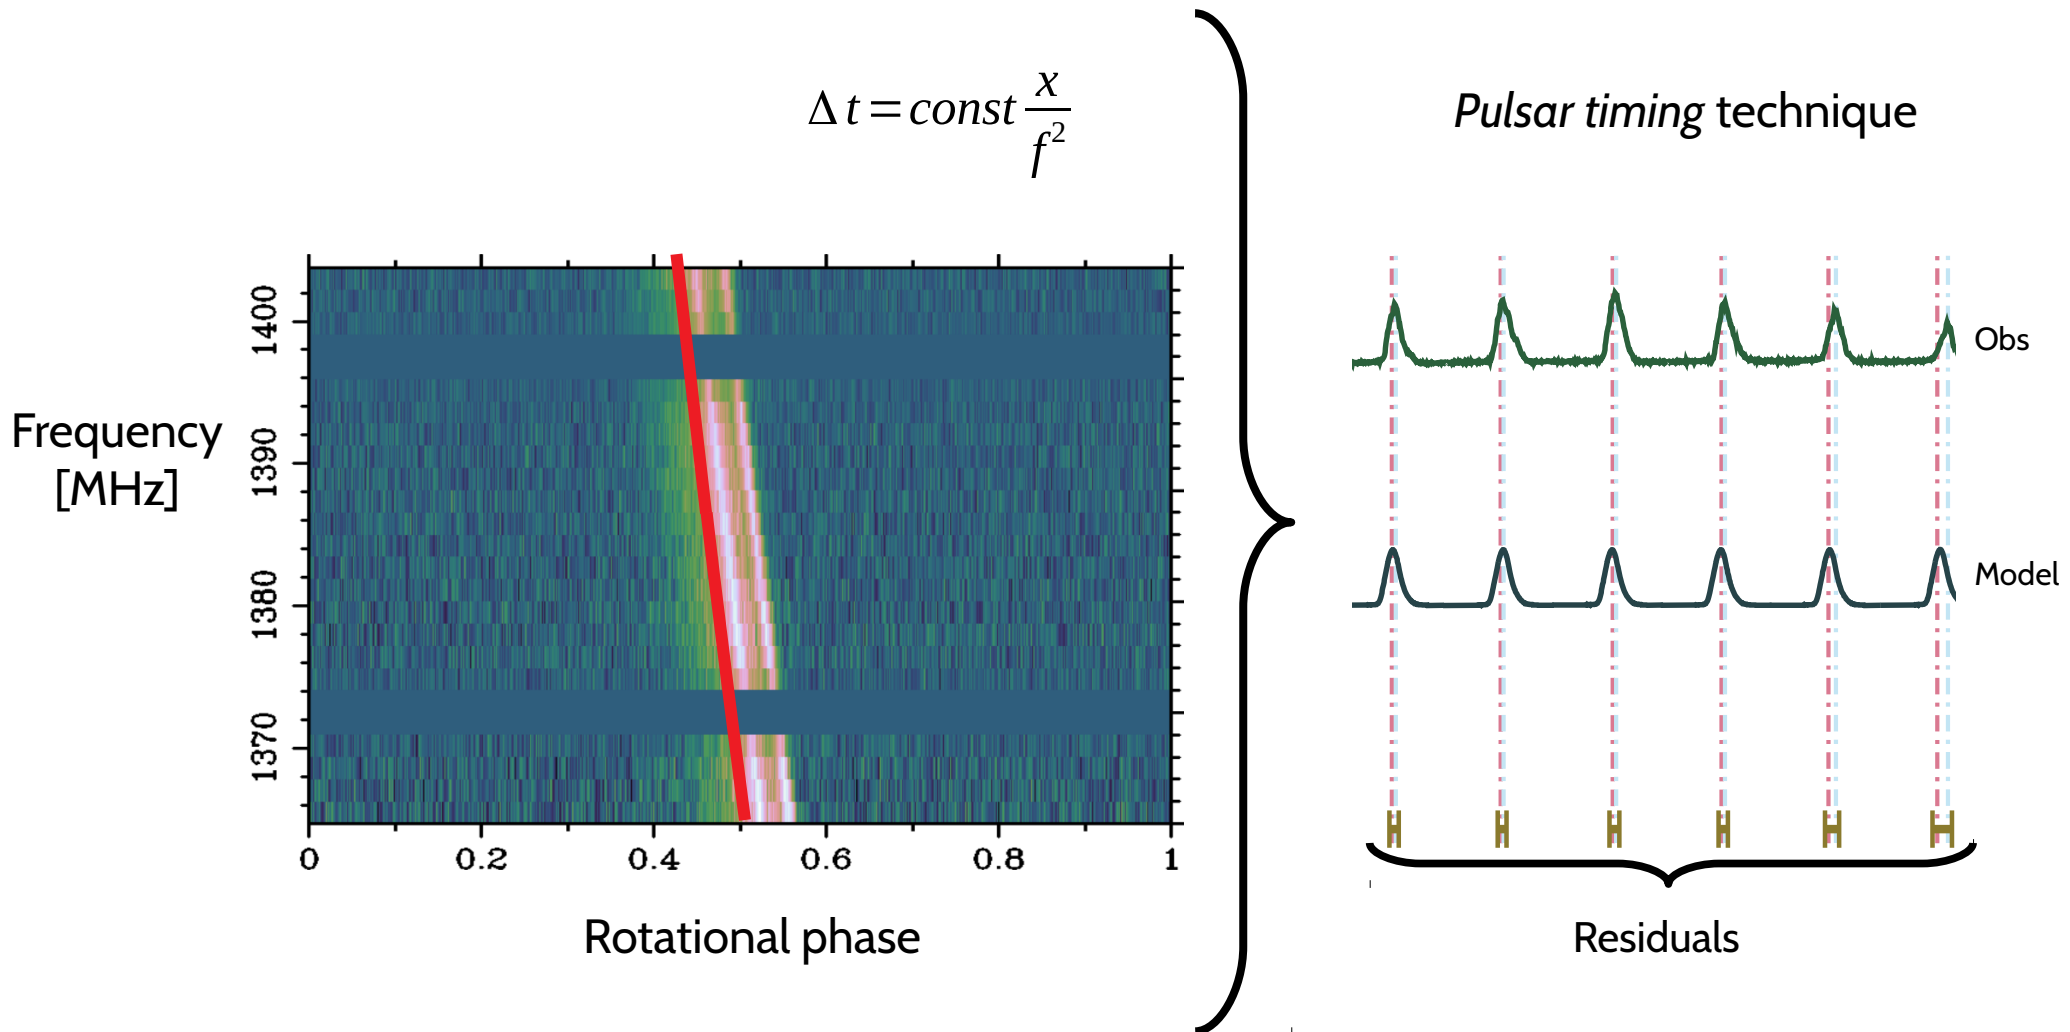 Δt = const x/f²
Pulsar timing technique
Frequency
[MHz]
1400
1390
1380
1370
0 0.2 0.4 0.6 0.8 1
Rotational phase
Obs
Model
Residuals